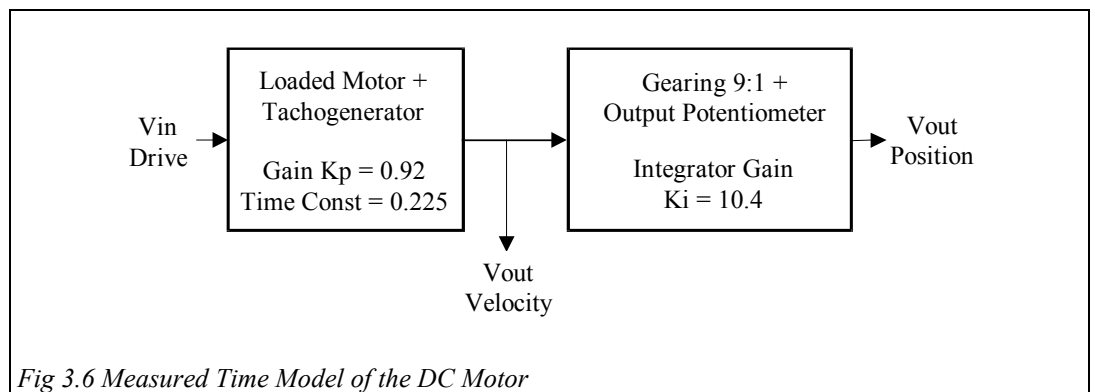 Vin
Drive
Loaded Motor +
Tachogenerator
Gain Kp = 0.92
Time Const = 0.225
Vout
Velocity
Gearing 9:1 +
Output Potentiometer
Integrator Gain
Ki = 10.4
Vout
Position
Fig 3.6 Measured Time Model of the DC Motor